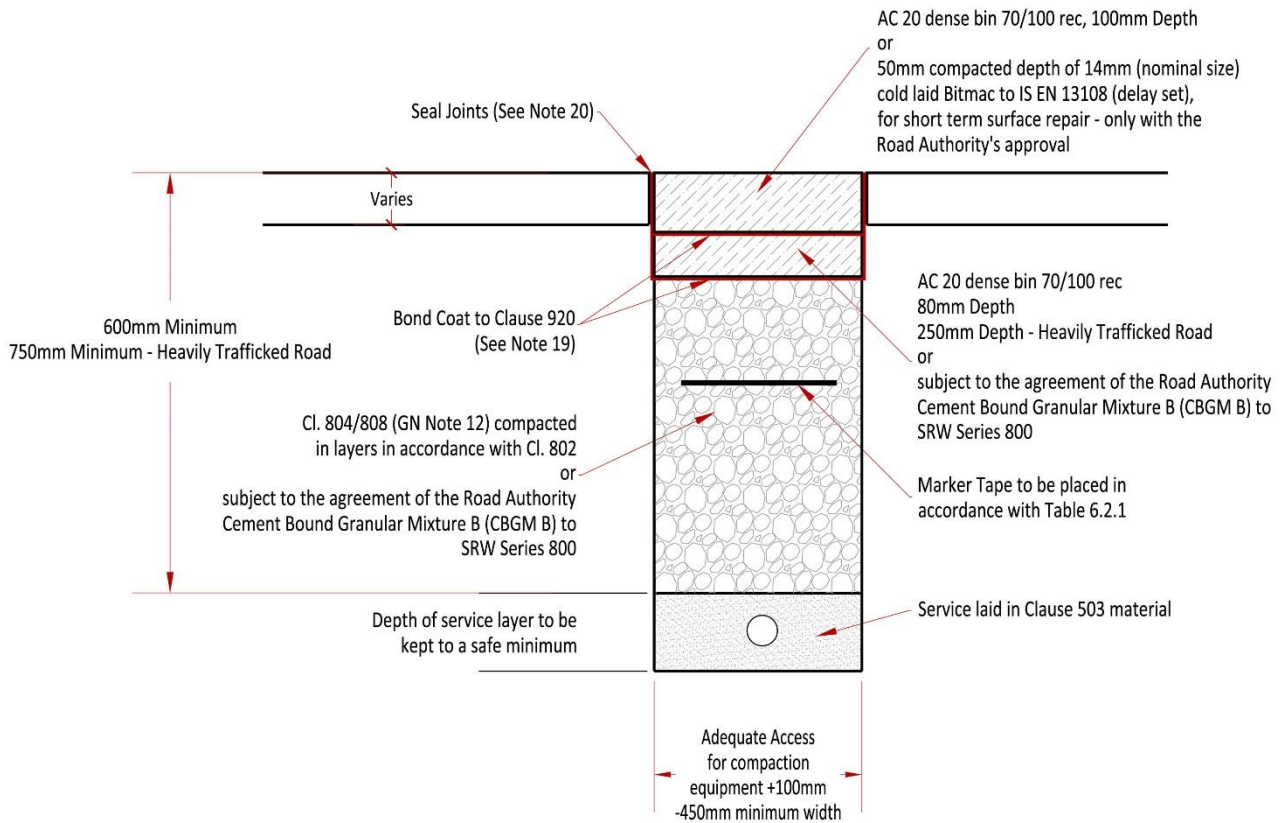 AC 20 dense bin 70/100 rec, 100mm Depth
or
50mm compacted depth of 14mm (nominal size)
cold laid Bitmac to IS EN 13108 (delay set),
for short term surface repair - only with the
Road Authority's approval
Seal Joints (See Note 20)
Varies
600mm Minimum
750mm Minimum - Heavily Trafficked Road
Bond Coat to Clause 920
(See Note 19)
AC 20 dense bin 70/100 rec
80mm Depth
250mm Depth - Heavily Trafficked Road
or
subject to the agreement of the Road Authority
Cement Bound Granular Mixture B (CBGM B) to
SRW Series 800
Cl. 804/808 (GN Note 12) compacted
in layers in accordance with Cl. 802
or
subject to the agreement of the Road Authority
Cement Bound Granular Mixture B (CBGM B) to
SRW Series 800
Marker Tape to be placed in
accordance with Table 6.2.1
Depth of service layer to be
kept to a safe minimum
Service laid in Clause 503 material
Adequate Access
for compaction
equipment +100mm
-450mm minimum width